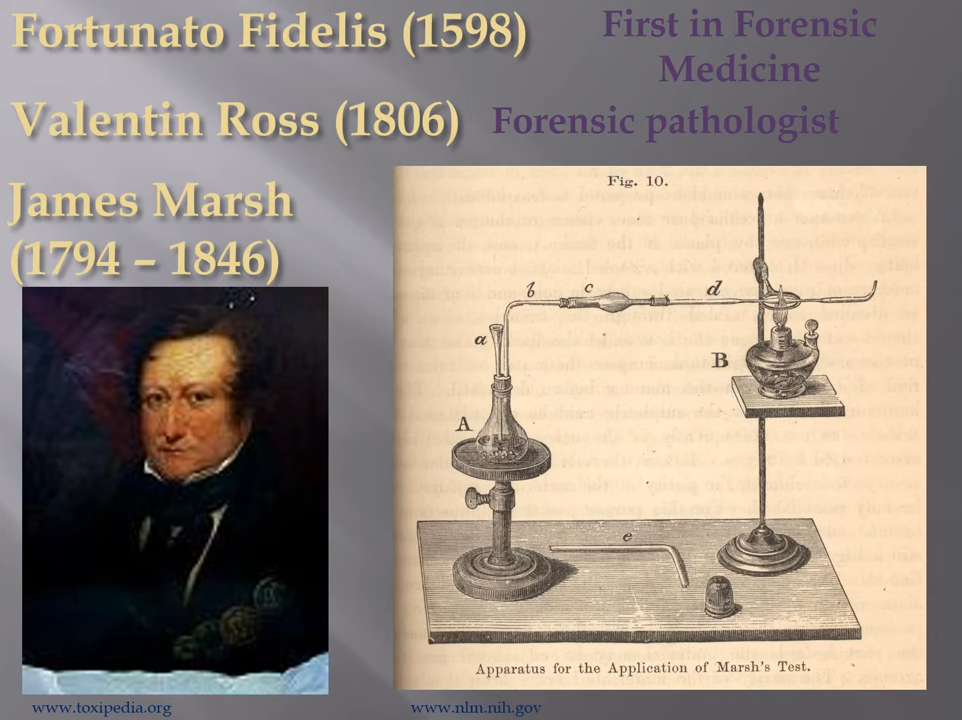 Fortunato Fidelis (1598)
First in Forensic
Medicine
Valentin Ross (1806)
Forensic pathologist
James Marsh
(1794 – 1846)
Fig. 10.
b
c
d
a
B
A
e
Apparatus for the Application of Marsh's Test.
www.toxipedia.org
www.nlm.nih.gov